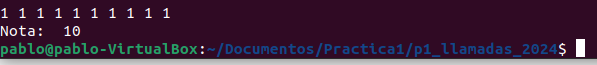 1 1 1 1 1 1 1 1 1 1
Nota:  10
pablo@pablo-VirtualBox:~/Documentos/Practica1/p1_llamadas_2024$